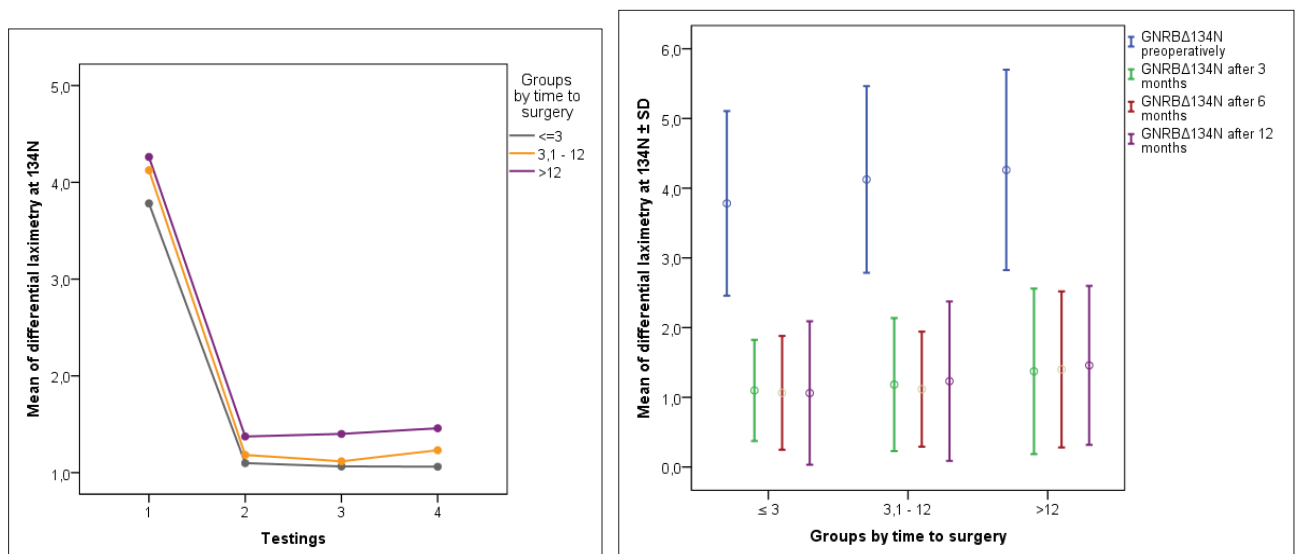 Mean of differential laximetry at 134N
5,0
4,0
3,0
2,0
1,0
1
2
3
4
Testings
Groups
by time to
surgery
<=3
3,1 - 12
>12
Mean of differential laximetry at 134N ± SD
6,0
5,0
4,0
3,0
2,0
1,0
0,0
≤ 3
3,1 - 12
>12
Groups by time to surgery
GNRBΔ134N
preoperatively
GNRBΔ134N after 3
months
GNRBΔ134N after 6
months
GNRBΔ134N after 12
months